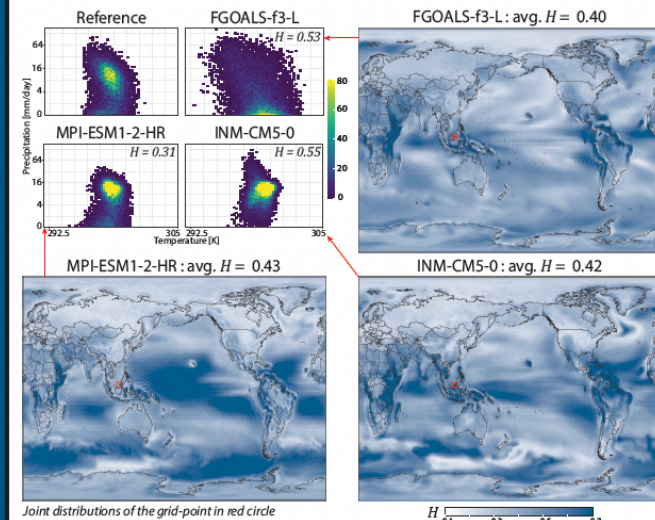 Reference
FGOALS-f3-L
FGOALS-f3-L : avg. H = 0.40
H = 0.53
64
16
4
0
Precipitation [mm/day]
80
60
40
20
0
MPI-ESM1-2-HR
INM-CM5-0
H = 0.31
H = 0.55
64
16
4
0
292.5
305
292.5
305
Temperature [K]
MPI-ESM1-2-HR : avg. H = 0.43
INM-CM5-0 : avg. H = 0.42
Joint distributions of the grid-point in red circle
H